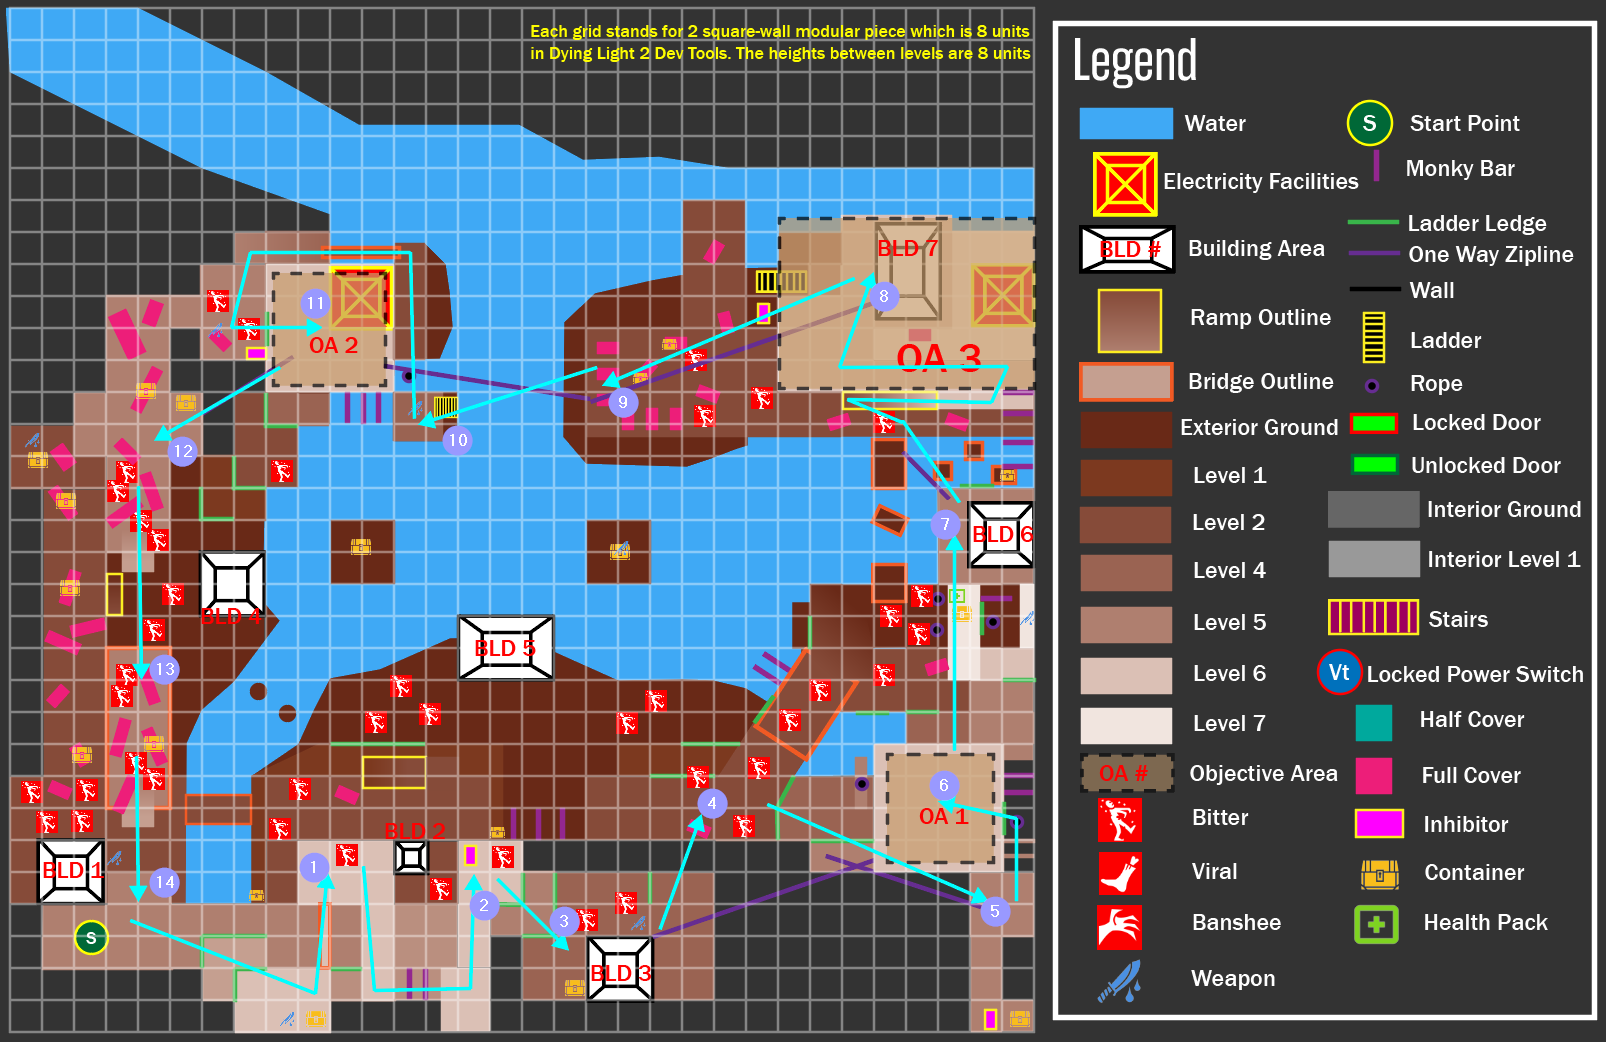 Each grid stands for 2 square-wall modular piece which is 8 units
in Dying Light 2 Dev Tools. The heights between levels are 8 units
BLD 7
8
11
OA 2
OA 3
9
10
12
7
BLD 6
BLD 4
BLD 5
13
6
4
OA 1
BLD 2
BLD 1
1
14
2
3
5
S
BLD 3
Legend
Water
S
Start Point
Electricity Facilities
Monky Bar
BLD #
Building Area
Ladder Ledge
One Way Zipline
Wall
Ramp Outline
Ladder
Bridge Outline
Rope
Exterior Ground
Locked Door
Level 1
Unlocked Door
Level 2
Interior Ground
Level 4
Interior Level 1
Level 5
Stairs
Level 6
Vt
Locked Power Switch
Level 7
Half Cover
OA #
Objective Area
Full Cover
Bitter
Inhibitor
Viral
Container
Banshee
Health Pack
Weapon